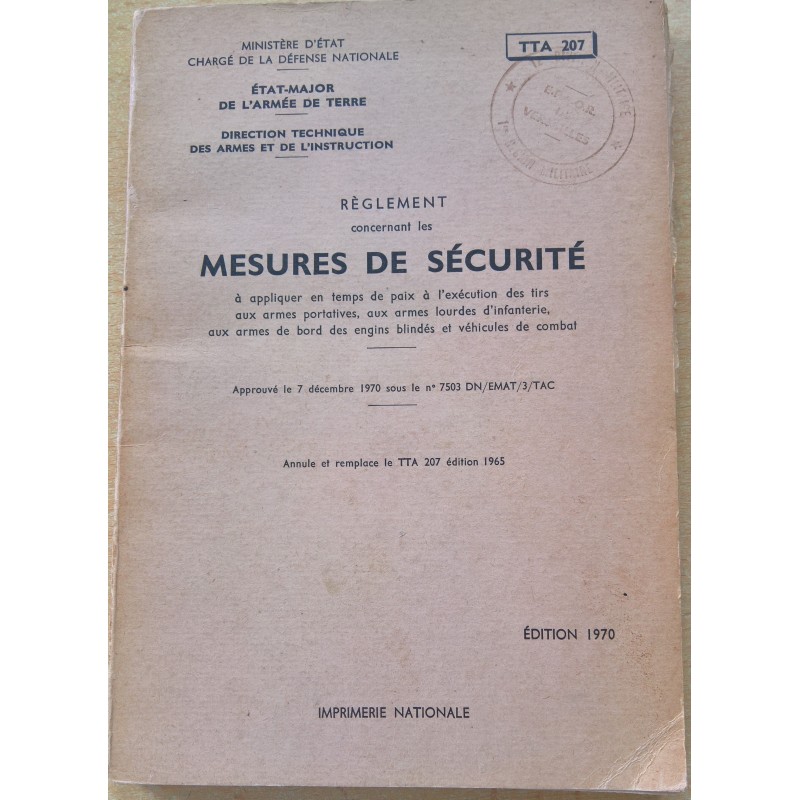 MINISTÈRE D'ÉTAT
CHARGÉ DE LA DÉFENSE NATIONALE
ÉTAT-MAJOR
DE L'ARMÉE DE TERRE
DIRECTION TECHNIQUE
DES ARMES ET DE L'INSTRUCTION
TTA 207
VERSAILLES
MILITAIRE
RÈGLEMENT
concernant les
MESURES DE SÉCURITÉ
à appliquer en temps de paix à l'exécution des tirs
aux armes portatives, aux armes lourdes d'infanterie,
aux armes de bord des engins blindés et véhicules de combat
Approuvé le 7 décembre 1970 sous le n° 7503 DN/EMAT/3/TAC
Annule et remplace le TTA 207 édition 1965
ÉDITION 1970
IMPRIMERIE NATIONALE